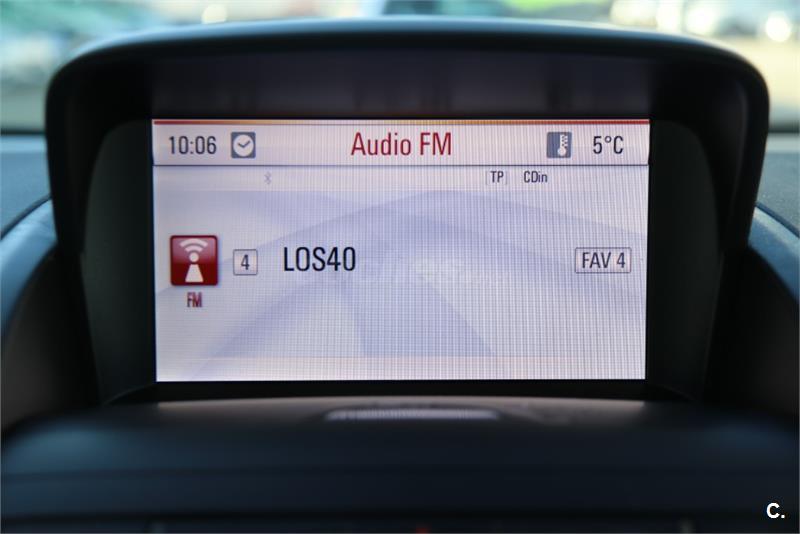 10:06 Audio FM 5°C
[TP] CDin
4 LOS40 FAV 4
FM
C.